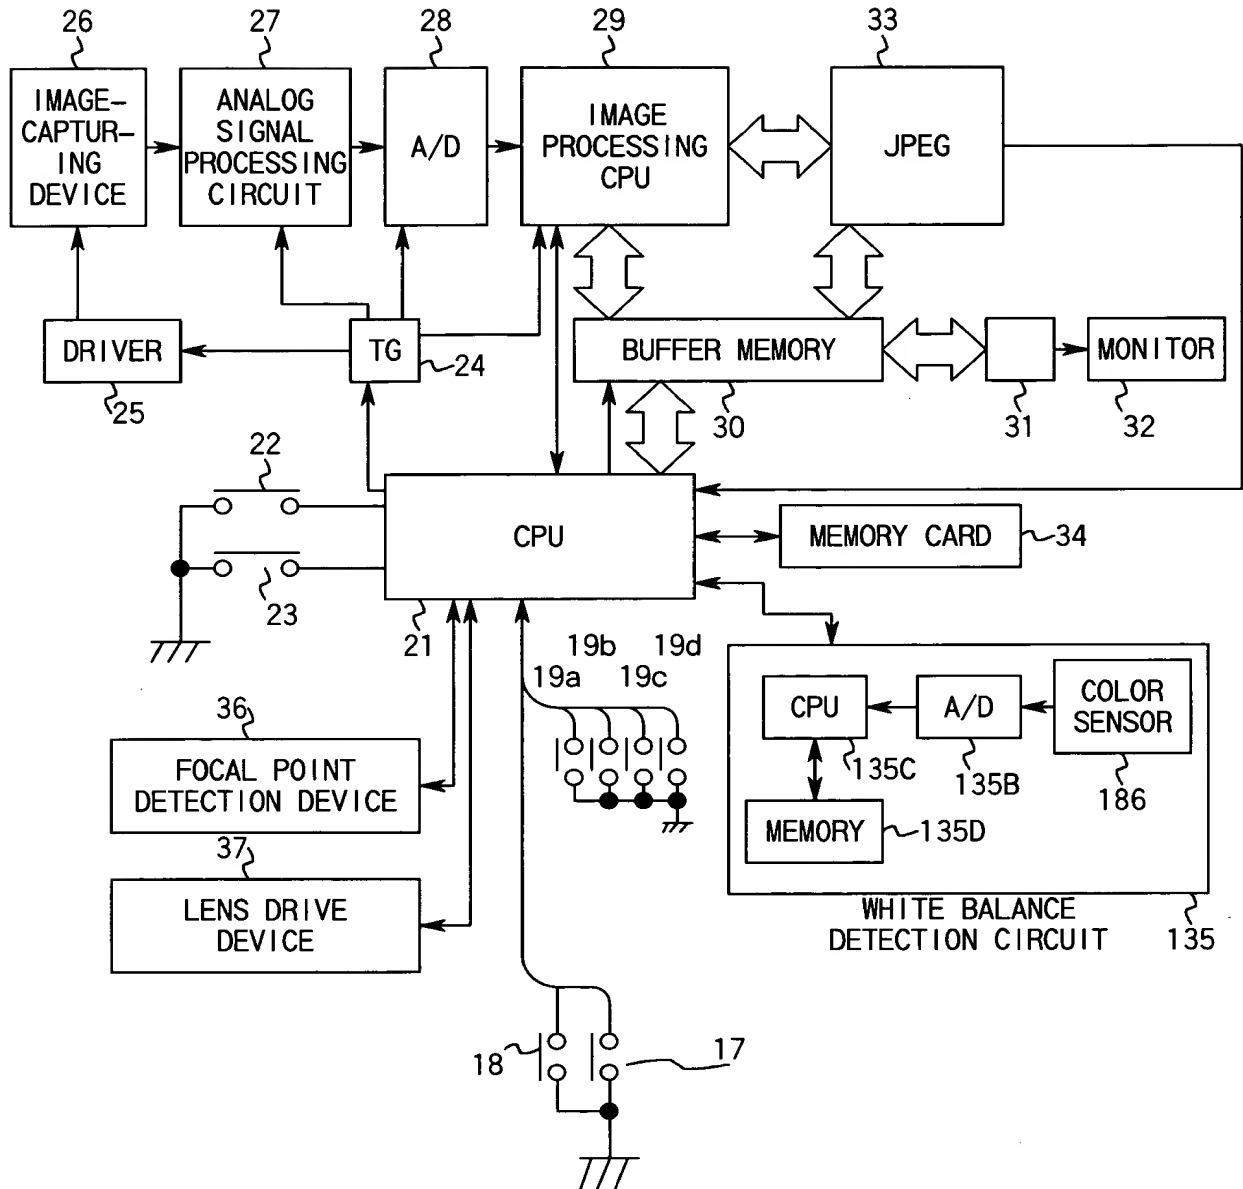 26
27
28
29
33
IMAGE-
CAPTUR-
ING
DEVICE
ANALOG
SIGNAL
PROCESSING
CIRCUIT
A/D
IMAGE
PROCESSING
CPU
JPEG
DRIVER
25
TG
24
BUFFER MEMORY
30
31
MONITOR
32
22
23
CPU
21
MEMORY CARD
34
19a
19b
19c
19d
36
FOCAL POINT
DETECTION DEVICE
37
LENS DRIVE
DEVICE
CPU
135C
A/D
135B
COLOR
SENSOR
186
MEMORY
135D
WHITE BALANCE
DETECTION CIRCUIT
135
18
17